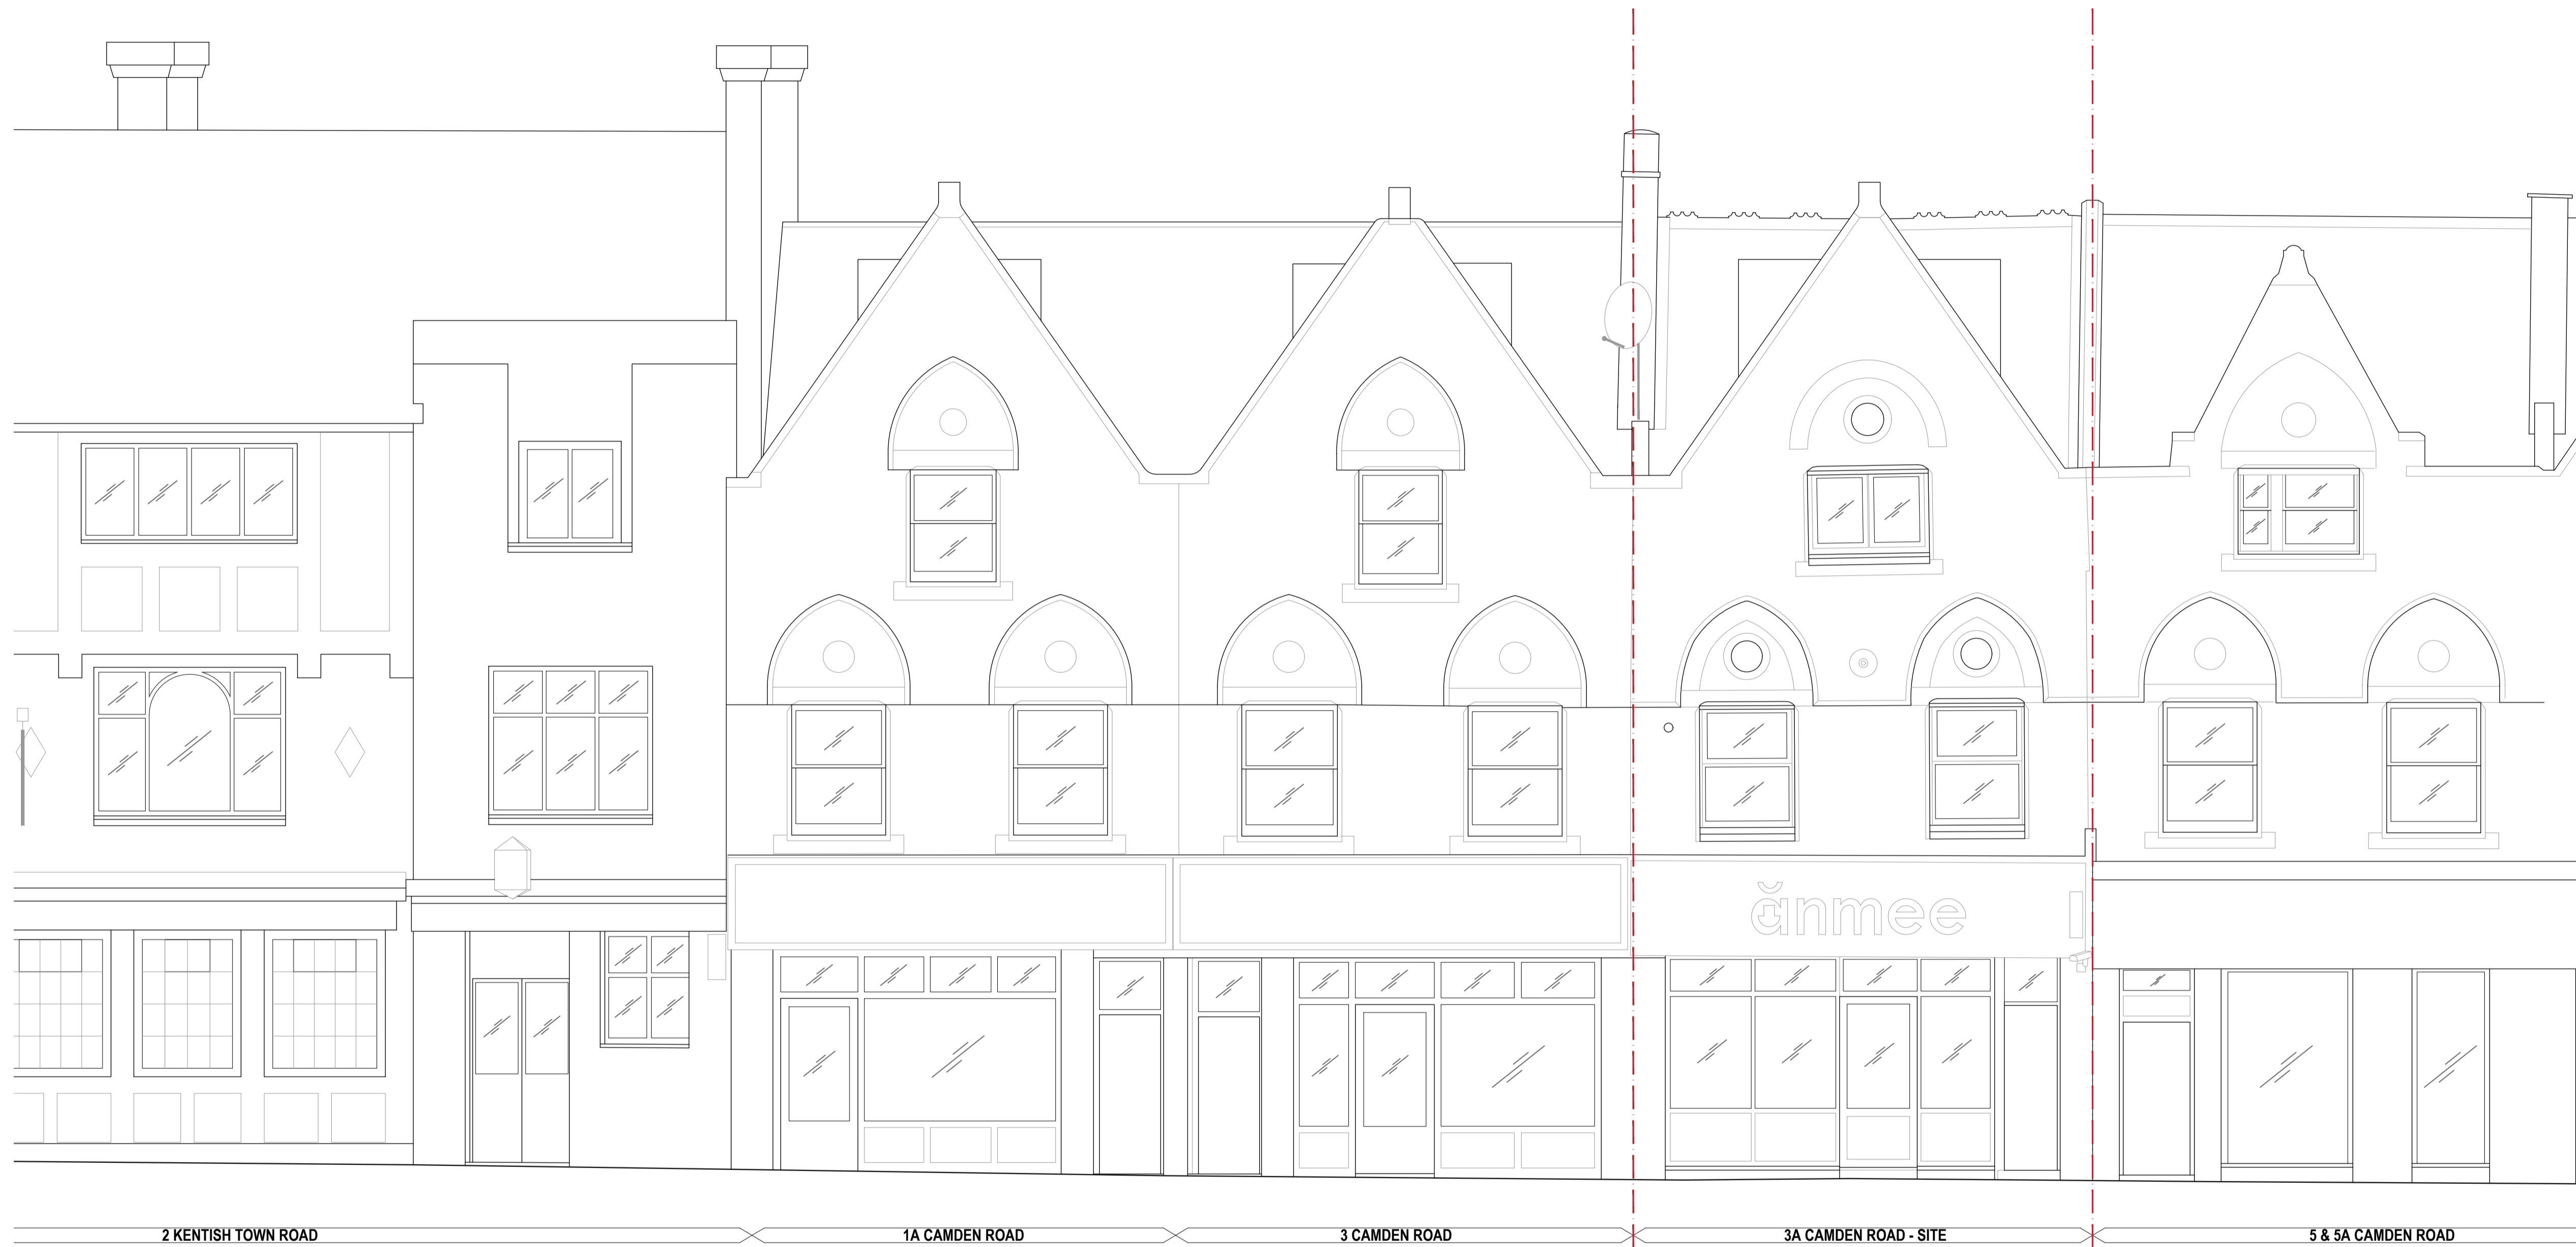 ănmee
2 KENTISH TOWN ROAD
1A CAMDEN ROAD
3 CAMDEN ROAD
3A CAMDEN ROAD - SITE
5 & 5A CAMDEN ROAD